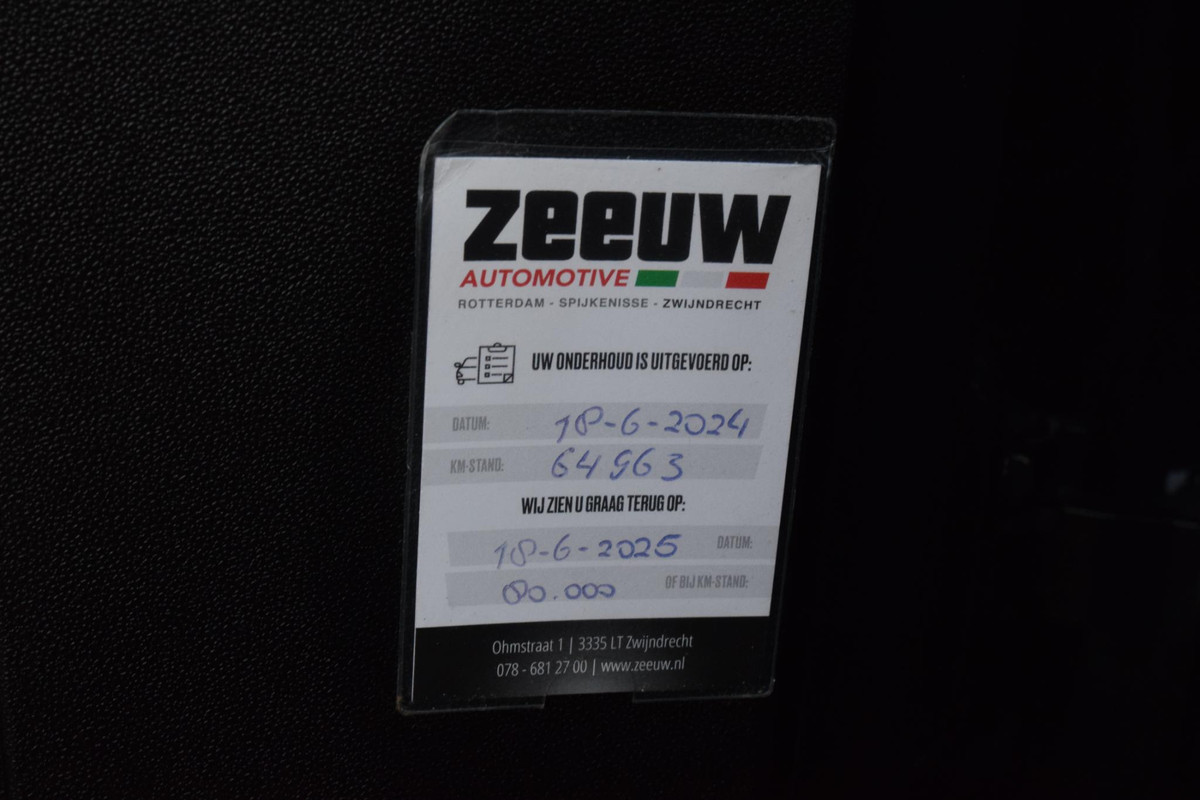 ZEEUW
AUTOMOTIVE
ROTTERDAM - SPIJKENISSE - ZWIJNDRECHT
UW ONDERHOUD IS UITGEVOERD OP:
DATUM: 18-6-2024
KM-STAND: 64963
WIJ ZIEN U GRAAG TERUG OP:
18-6-2025 DATUM:
80.000 OF BIJ KM-STAND:
Ohmstraat 1 | 3335 LT Zwijndrecht
078 - 681 27 00 | www.zeeuw.nl